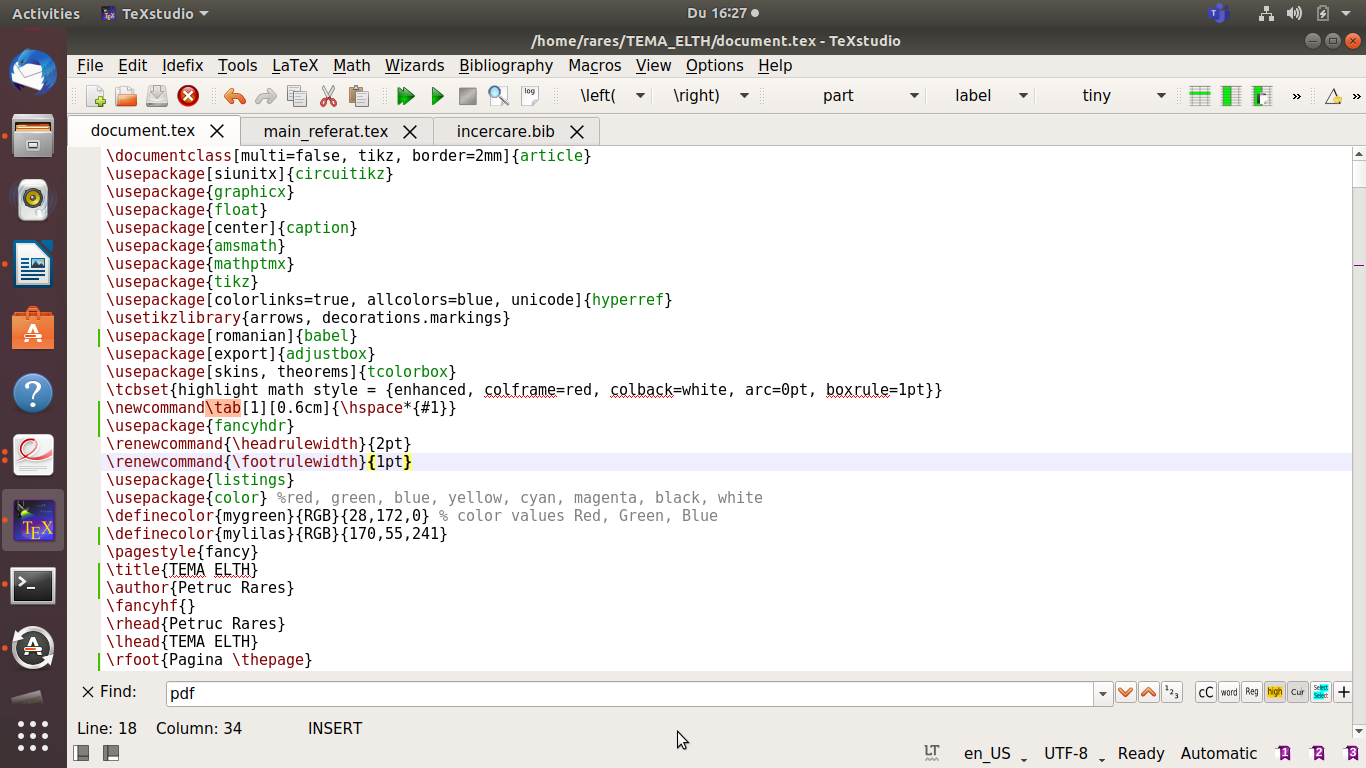 Activities TeXstudio Du 16:27
/home/rares/TEMA_ELTH/document.tex - TeXstudio
File Edit Idefix Tools LaTeX Math Wizards Bibliography Macros View Options Help
log \left( \right) part label tiny » »
document.tex main_referat.tex incercare.bib
\documentclass[multi=false, tikz, border=2mm]{article}
\usepackage[siunitx]{circuitikz}
\usepackage{graphicx}
\usepackage{float}
\usepackage[center]{caption}
\usepackage{amsmath}
\usepackage{mathptmx}
\usepackage{tikz}
\usepackage[colorlinks=true, allcolors=blue, unicode]{hyperref}
\usetikzlibrary{arrows, decorations.markings}
\usepackage[romanian]{babel}
\usepackage[export]{adjustbox}
\usepackage[skins, theorems]{tcolorbox}
\tcbset{highlight math style = {enhanced, colframe=red, colback=white, arc=0pt, boxrule=1pt}}
\newcommand\tab[1][0.6cm]{\hspace*{#1}}
\usepackage{fancyhdr}
\renewcommand{\headrulewidth}{2pt}
\renewcommand{\footrulewidth}{1pt}
\usepackage{listings}
\usepackage{color} %red, green, blue, yellow, cyan, magenta, black, white
\definecolor{mygreen}{RGB}{28,172,0} % color values Red, Green, Blue
\definecolor{mylilas}{RGB}{170,55,241}
\pagestyle{fancy}
\title{TEMA ELTH}
\author{Petruc Rares}
\fancyhf{}
\rhead{Petruc Rares}
\lhead{TEMA ELTH}
\rfoot{Pagina \thepage}
Find: pdf 1 2 3 cC word Reg high Cur Select Select +
Line: 18 Column: 34 INSERT
LT en_US UTF-8 Ready Automatic 1 2 3